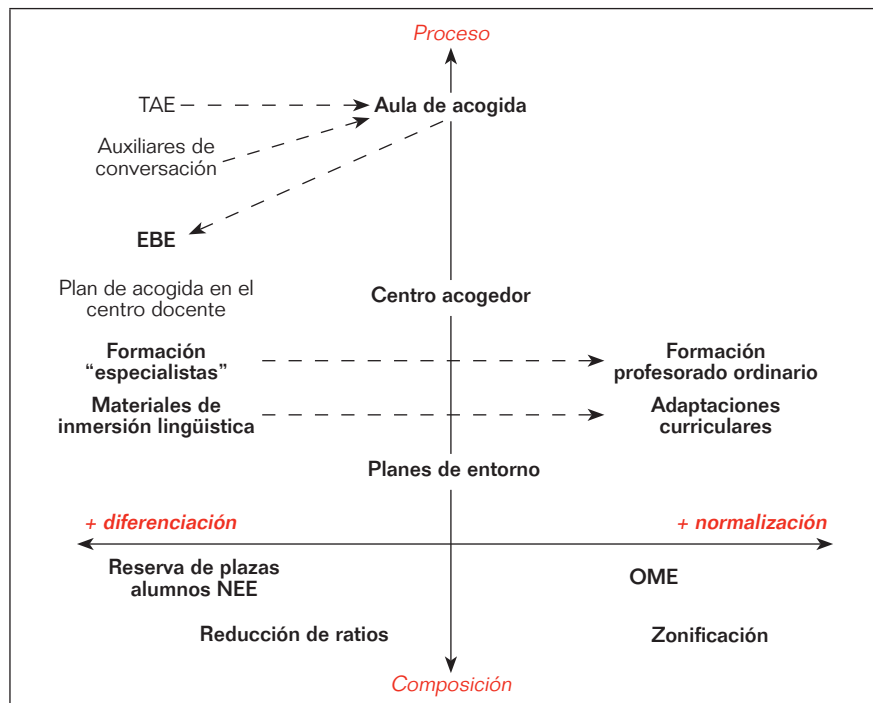 Proceso
TAE
Aula de acogida
Auxiliares de
conversación
EBE
Plan de acogida en el
centro docente
Centro acogedor
Formación
“especialistas”
Formación
profesorado ordinario
Materiales de
inmersión lingüistica
Adaptaciones
curriculares
Planes de entorno
+ diferenciación
+ normalización
Reserva de plazas
alumnos NEE
OME
Reducción de ratios
Zonificación
Composición